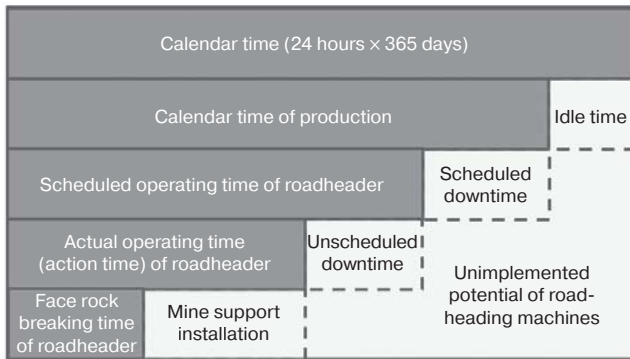 Calendar time (24 hours × 365 days)
Calendar time of production
Idle time
Scheduled operating time of roadheader
Scheduled
downtime
Actual operating time
(action time) of roadheader
Unscheduled
downtime
Unimplemented
potential of road-
heading machines
Face rock
breaking time
of roadheader
Mine support
installation